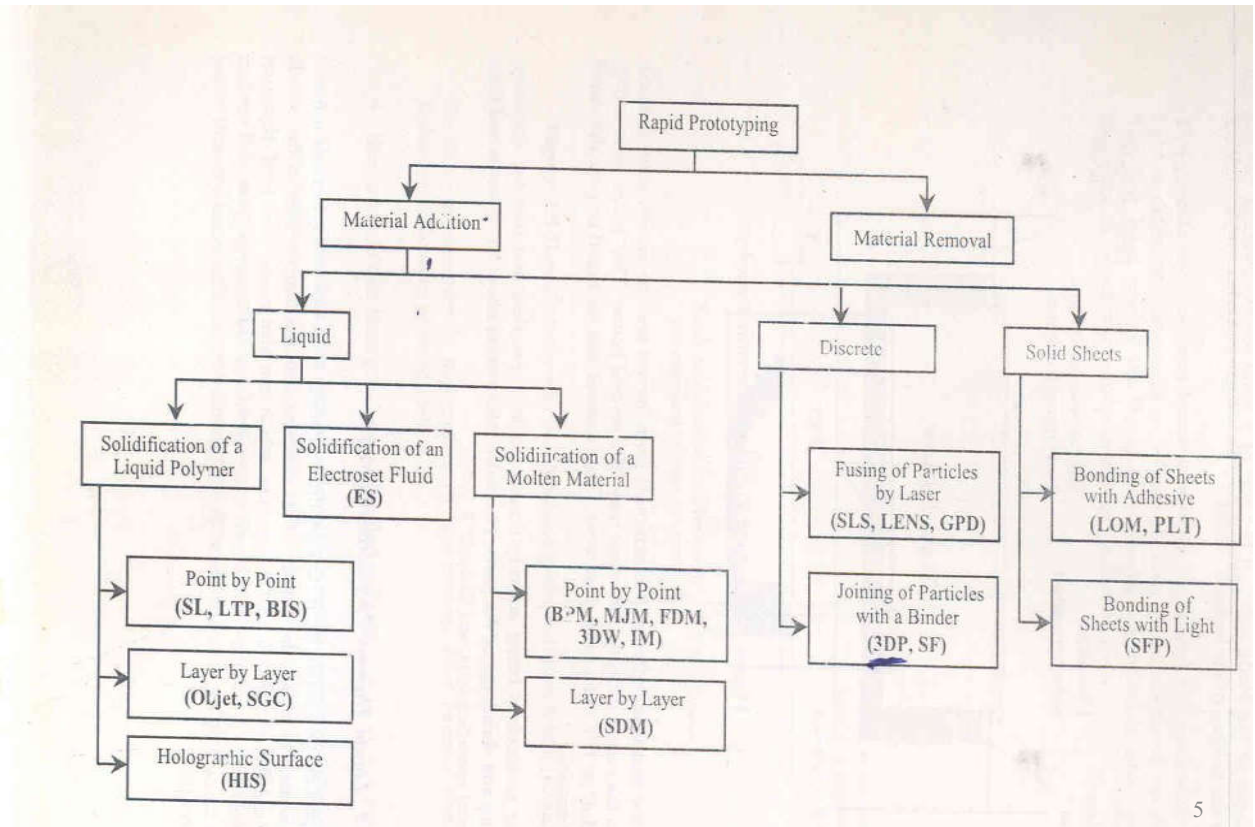 Rapid Prototyping
Material Addition
Material Removal
Liquid
Discrete
Solid Sheets
Solidification of a
Liquid Polymer
Solidification of an
Electroset Fluid
(ES)
Solidification of a
Molten Material
Fusing of Particles
by Laser
(SLS, LENS, GPD)
Bonding of Sheets
with Adhesive
(LOM, PLT)
Point by Point
(SL, LTP, BIS)
Point by Point
(BPM, MJM, FDM,
3DW, IM)
Joining of Particles
with a Binder
(3DP, SF)
Bonding of
Sheets with Light
(SFP)
Layer by Layer
(OLjet, SGC)
Layer by Layer
(SDM)
Holographic Surface
(HIS)
5